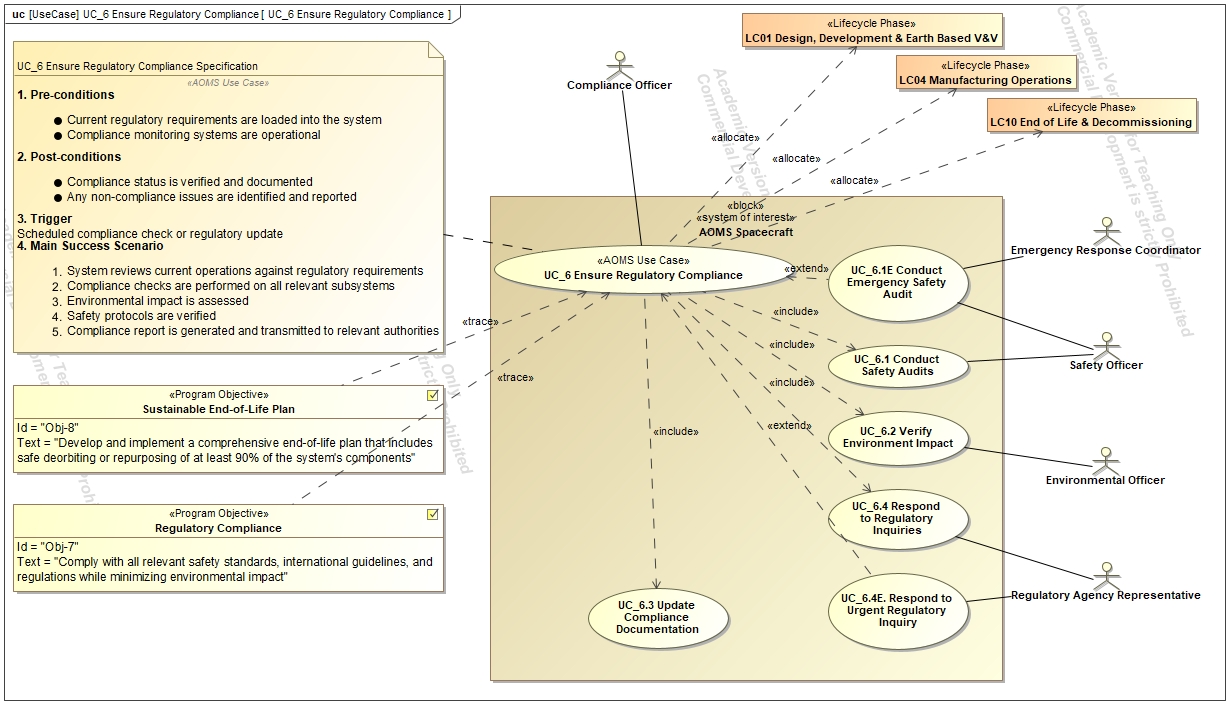 uc [UseCase] UC_6 Ensure Regulatory Compliance [ UC_6 Ensure Regulatory Compliance ]
UC_6 Ensure Regulatory Compliance Specification
«AOMS Use Case»
1. Pre-conditions
● Current regulatory requirements are loaded into the system
● Compliance monitoring systems are operational
2. Post-conditions
● Compliance status is verified and documented
● Any non-compliance issues are identified and reported
3. Trigger
Scheduled compliance check or regulatory update
4. Main Success Scenario
1. System reviews current operations against regulatory requirements
2. Compliance checks are performed on all relevant subsystems
3. Environmental impact is assessed
4. Safety protocols are verified
5. Compliance report is generated and transmitted to relevant authorities
«Program Objective»
Sustainable End-of-Life Plan
Id = "Obj-8"
Text = "Develop and implement a comprehensive end-of-life plan that includes
safe deorbiting or repurposing of at least 90% of the system's components"
«Program Objective»
Regulatory Compliance
Id = "Obj-7"
Text = "Comply with all relevant safety standards, international guidelines, and
regulations while minimizing environmental impact"
Compliance Officer
«Lifecycle Phase»
LC01 Design, Development & Earth Based V&V
«Lifecycle Phase»
LC04 Manufacturing Operations
«Lifecycle Phase»
LC10 End of Life & Decommissioning
«allocate»
«allocate»
«allocate»
«block»
«system of interest»
AOMS Spacecraft
«AOMS Use Case»
UC_6 Ensure Regulatory Compliance
«extend»
«include»
«include»
«include»
«extend»
«include»
«trace»
«trace»
UC_6.1E Conduct
Emergency Safety
Audit
UC_6.1 Conduct
Safety Audits
UC_6.2 Verify
Environment Impact
UC_6.4 Respond
to Regulatory
Inquiries
UC_6.4E. Respond to
Urgent Regulatory
Inquiry
UC_6.3 Update
Compliance
Documentation
Emergency Response Coordinator
Safety Officer
Environmental Officer
Regulatory Agency Representative